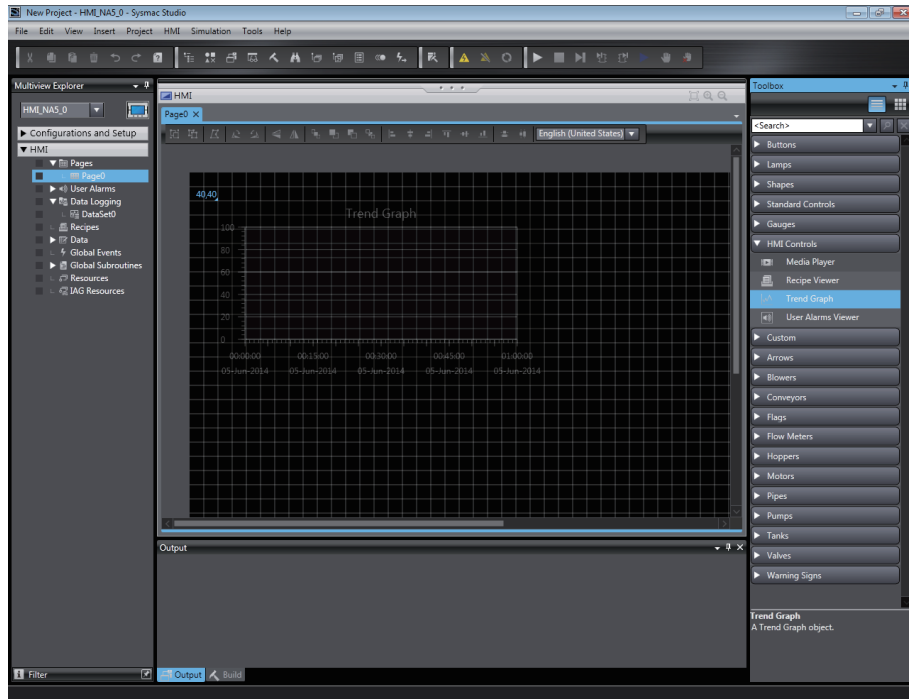 New Project - HMI_NA5_0 - Sysmac Studio
File Edit View Insert Project HMI Simulation Tools Help
Multiview Explorer
HMI_NA5_0
Configurations and Setup
HMI
Pages
Page0
User Alarms
Data Logging
DataSet0
Recipes
Data
Global Events
Global Subroutines
Resources
IAG Resources
Filter
HMI
Page0
English (United States)
40,40
Trend Graph
100
80
60
40
20
0
00:00:00 00:15:00 00:30:00 00:45:00 01:00:00
05-Jun-2014 05-Jun-2014 05-Jun-2014 05-Jun-2014 05-Jun-2014
Output
Output Build
Toolbox
<Search>
Buttons
Lamps
Shapes
Standard Controls
Gauges
HMI Controls
Media Player
Recipe Viewer
Trend Graph
User Alarms Viewer
Custom
Arrows
Blowers
Conveyors
Flags
Flow Meters
Hoppers
Motors
Pipes
Pumps
Tanks
Valves
Warning Signs
Trend Graph
A Trend Graph object.